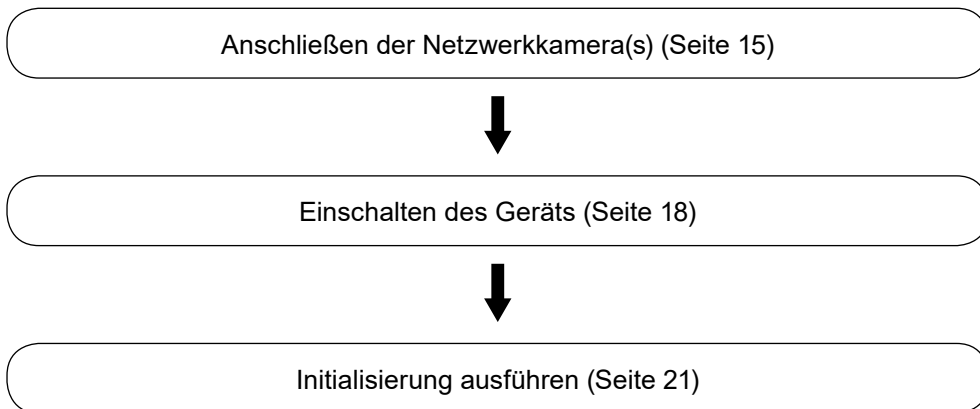 Anschließen der Netzwerkkamera(s) (Seite 15)
Einschalten des Geräts (Seite 18)
Initialisierung ausführen (Seite 21)